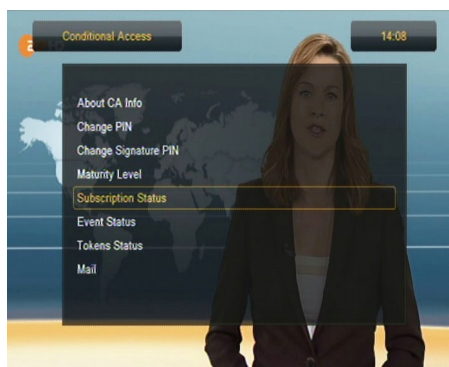 Conditional Access
14:08
About CA Info
Change PIN
Change Signature PIN
Maturity Level
Subscription Status
Event Status
Tokens Status
Mail